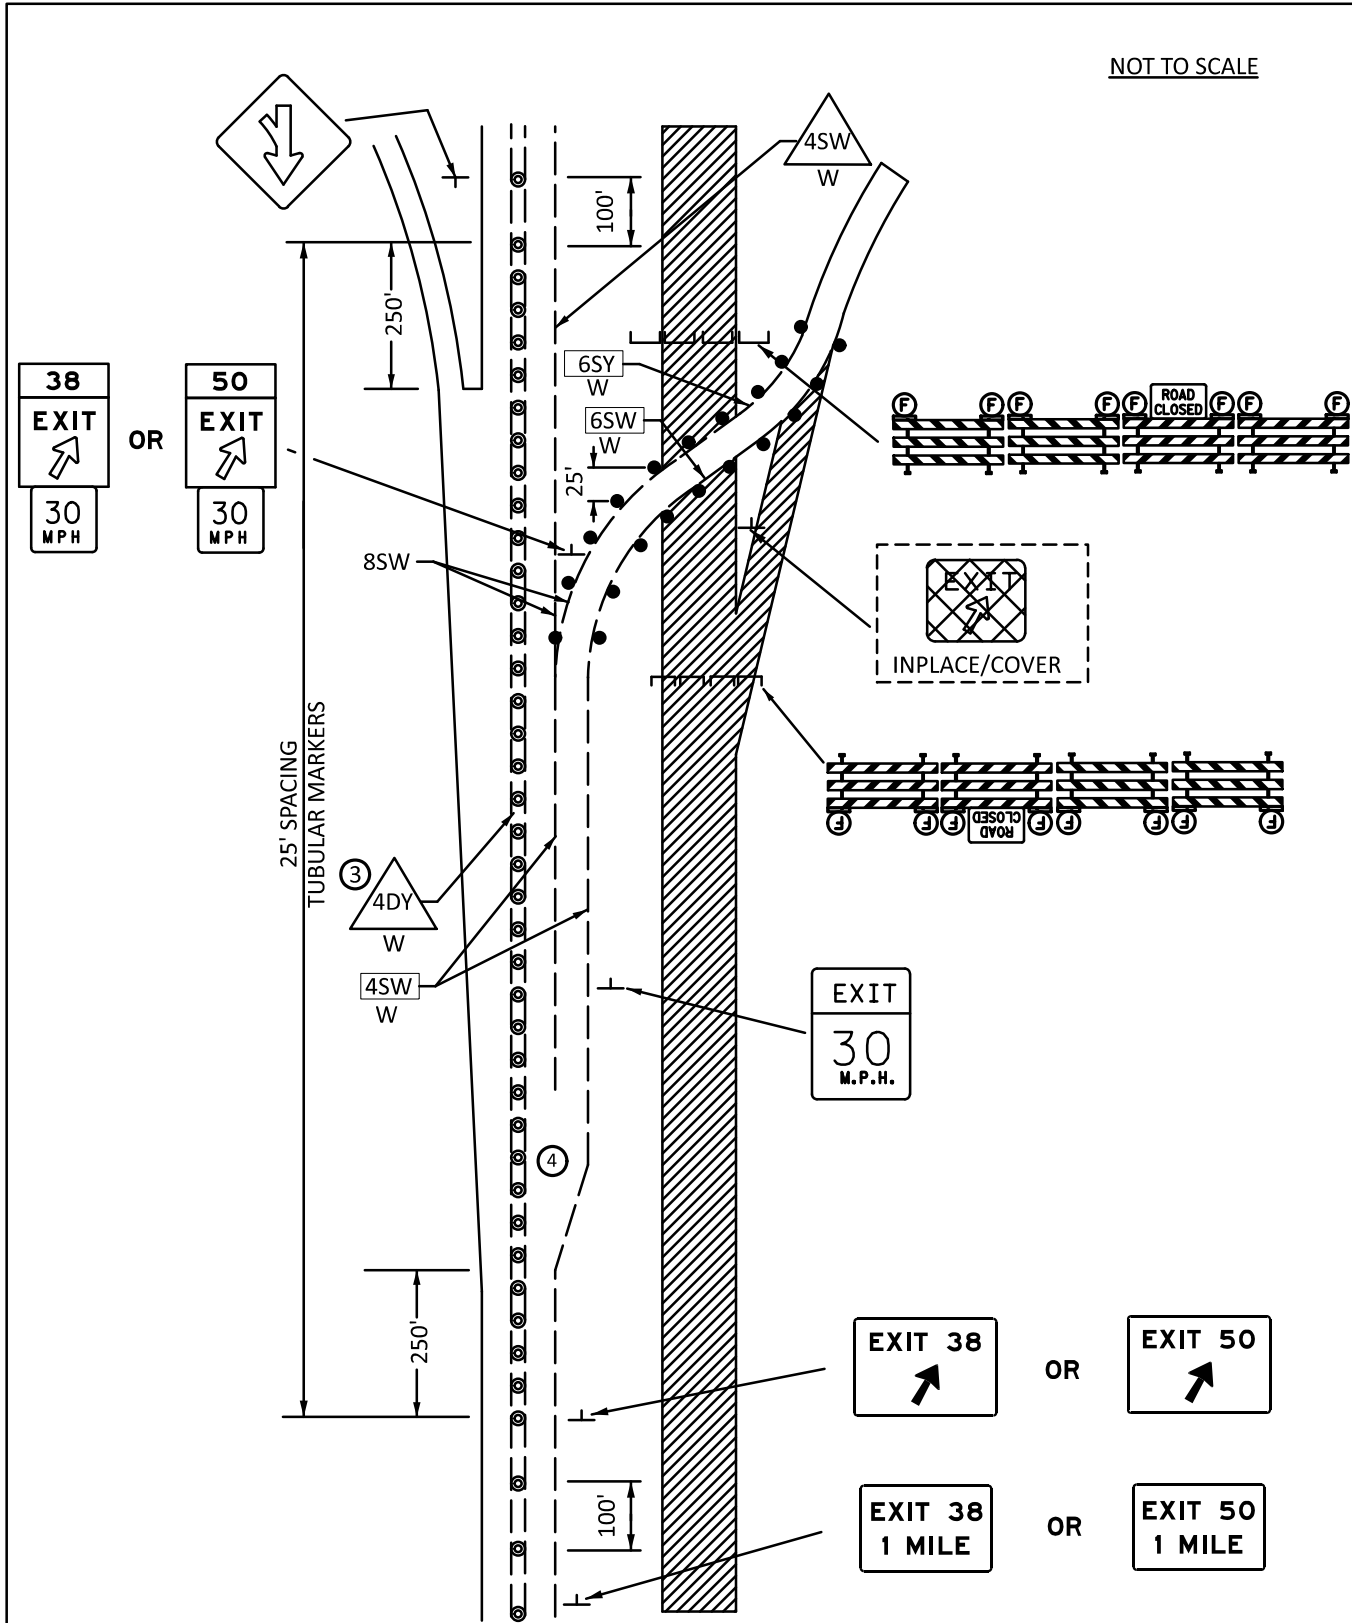 NOT TO SCALE
4SW
W
100'
250'
38
EXIT
30
MPH
OR
50
EXIT
30
MPH
6SY
W
6SW
W
25'
8SW
F
F
F
F
F
ROAD
CLOSED
F
F
F
EXIT
INPLACE/COVER
25' SPACING
TUBULAR MARKERS
F
F
F
ROAD
CLOSED
F
F
F
F
F
3
4DY
W
4SW
W
EXIT
30
M.P.H.
4
250'
EXIT 38
OR
EXIT 50
100'
EXIT 38
1 MILE
OR
EXIT 50
1 MILE